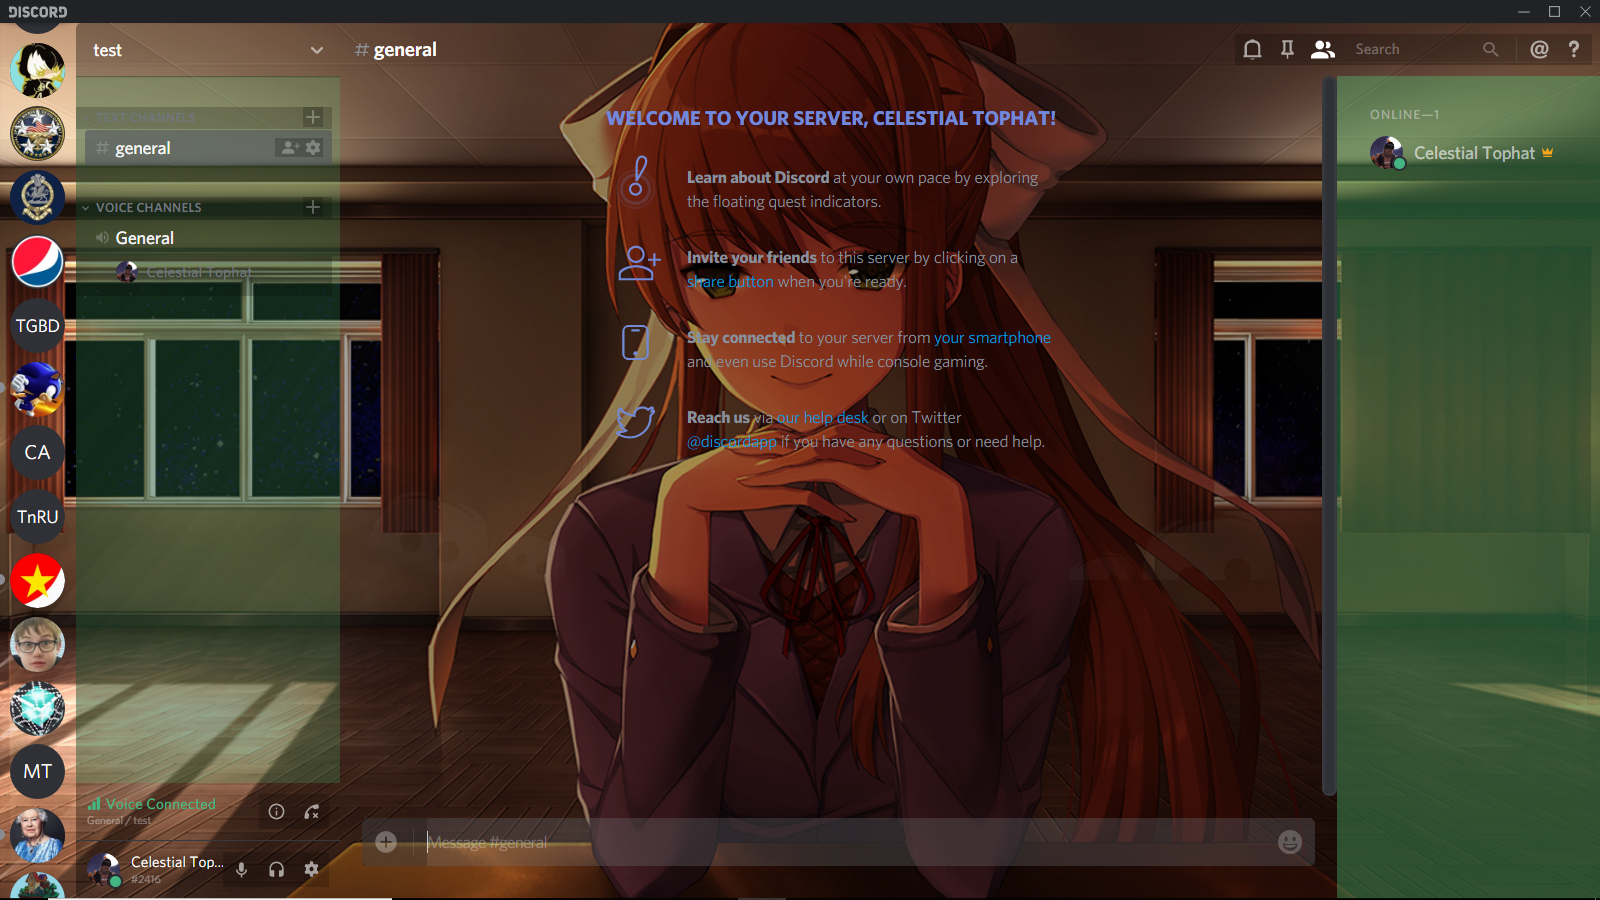 DISCORD
test
# general
Search
@ ?
TEXT CHANNELS
# general
VOICE CHANNELS
General
Celestial Tophat
TGBD
CA
TnRU
MT
WELCOME TO YOUR SERVER, CELESTIAL TOPHAT!
Learn about Discord at your own pace by exploring
the floating quest indicators.
Invite your friends to this server by clicking on a
share button when you're ready.
Stay connected to your server from your smartphone
and even use Discord while console gaming.
Reach us via our help desk or on Twitter
@discordapp if you have any questions or need help.
ONLINE—1
Celestial Tophat
Voice Connected
General / test
Celestial Top...
#2416
Message #general